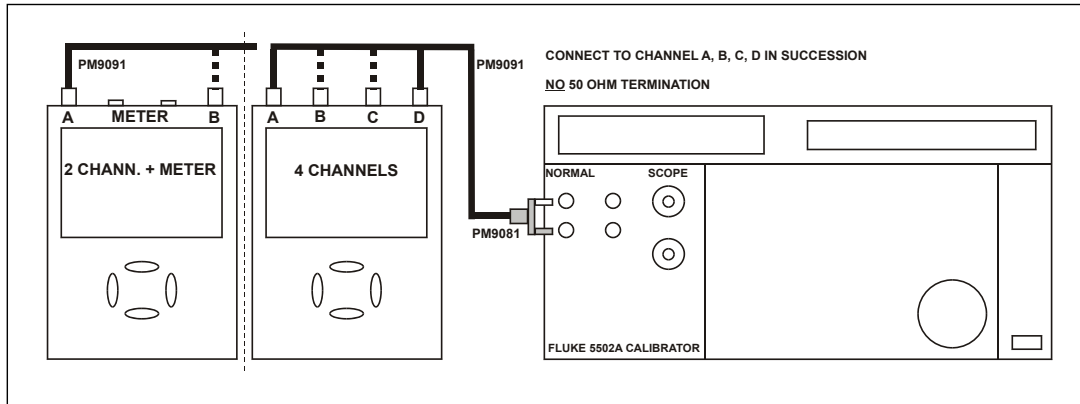 CONNECT TO CHANNEL A, B, C, D IN SUCCESSION
NO 50 OHM TERMINATION
PM9091
PM9091
A METER B
A B C D
2 CHANN. + METER
4 CHANNELS
NORMAL SCOPE
PM9081
FLUKE 5502A CALIBRATOR